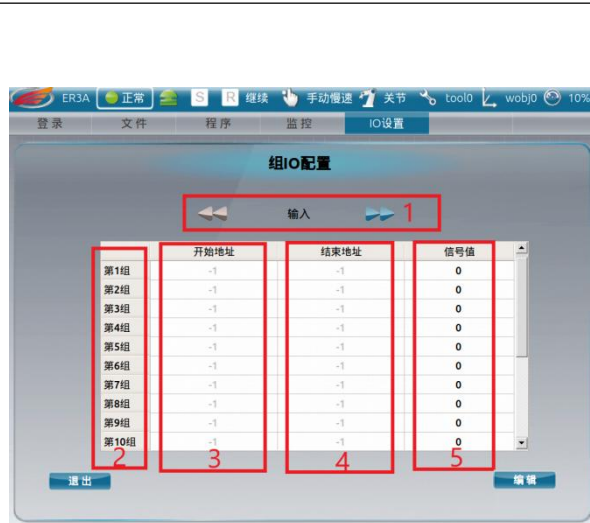 ER3A 正常 S R 继续 手动慢速 关节 tool0 wobj0 10%
登录 文件 程序 监控 IO设置
组IO配置
输入 1
开始地址 结束地址 信号值
第1组 -1 -1 0
第2组 -1 -1 0
第3组 -1 -1 0
第4组 -1 -1 0
第5组 -1 -1 0
第6组 -1 -1 0
第7组 -1 -1 0
第8组 -1 -1 0
第9组 -1 -1 0
第10组 -1 -1 0
2 3 4 5
退出 编辑